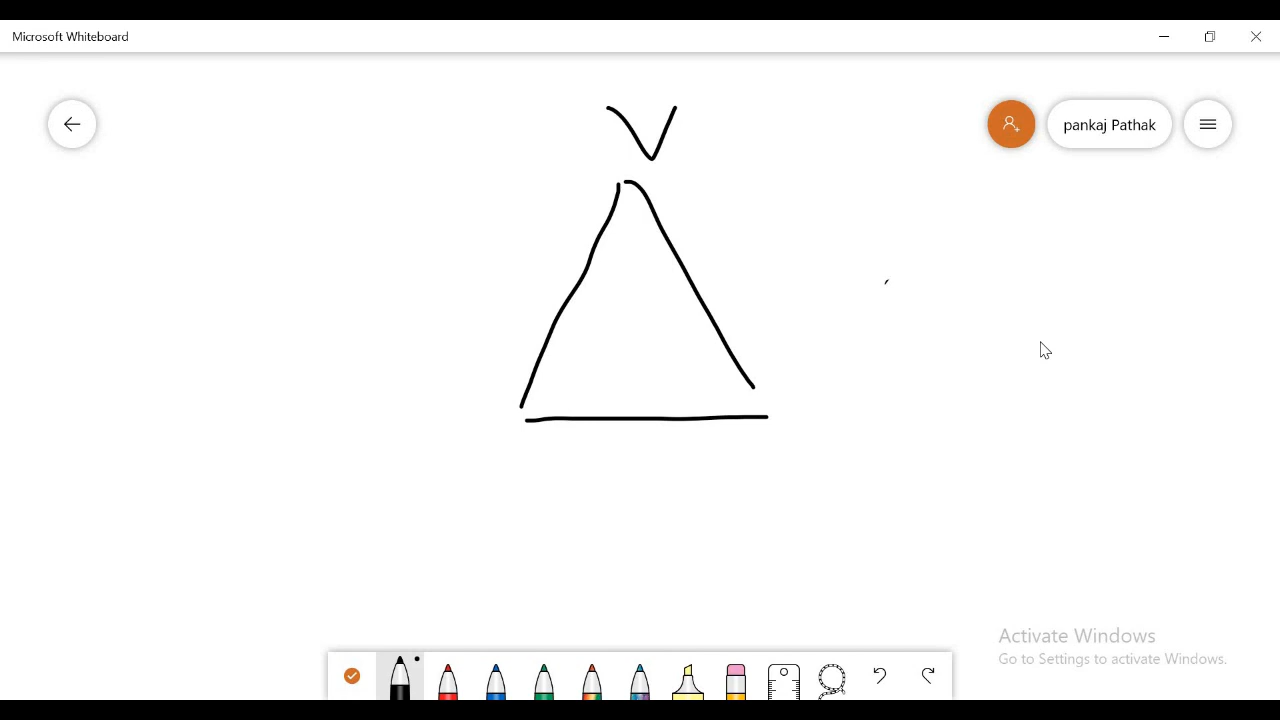 Microsoft Whiteboard
V
pankaj Pathak
Activate Windows
Go to Settings to activate Windows.